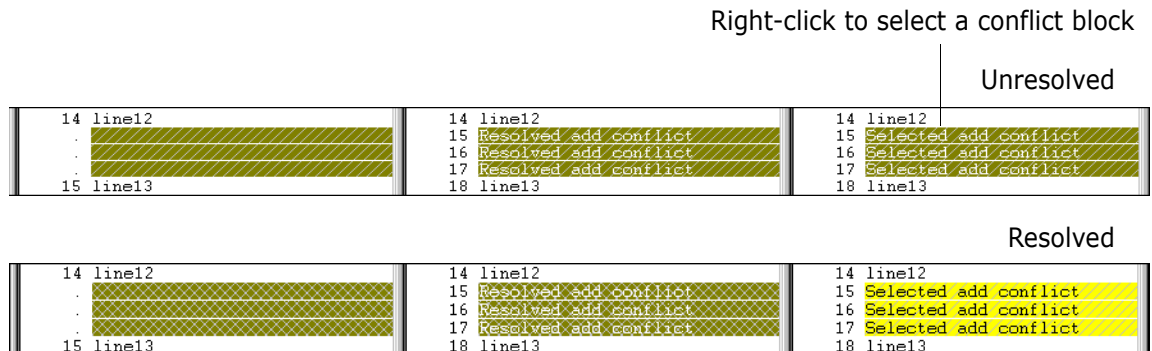 Right-click to select a conflict block
Unresolved
14 line12 14 line12 14 line12
. 15 Resolved add conflict 15 Selected add conflict
. 16 Resolved add conflict 16 Selected add conflict
. 17 Resolved add conflict 17 Selected add conflict
15 line13 18 line13 18 line13
Resolved
14 line12 14 line12 14 line12
. 15 Resolved add conflict 15 Selected add conflict
. 16 Resolved add conflict 16 Selected add conflict
. 17 Resolved add conflict 17 Selected add conflict
15 line13 18 line13 18 line13